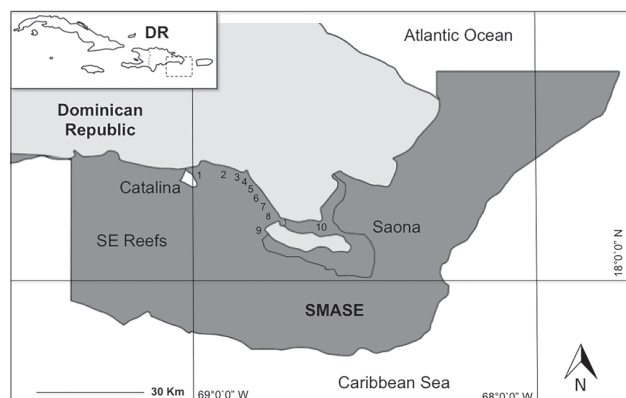 DR
Atlantic Ocean
Dominican
Republic
Catalina
1
2
3
4
5
6
7
8
9
10
Saona
SE Reefs
18°0'0" N
SMASE
Caribbean Sea
N
30 Km
69°0'0" W
68°0'0" W